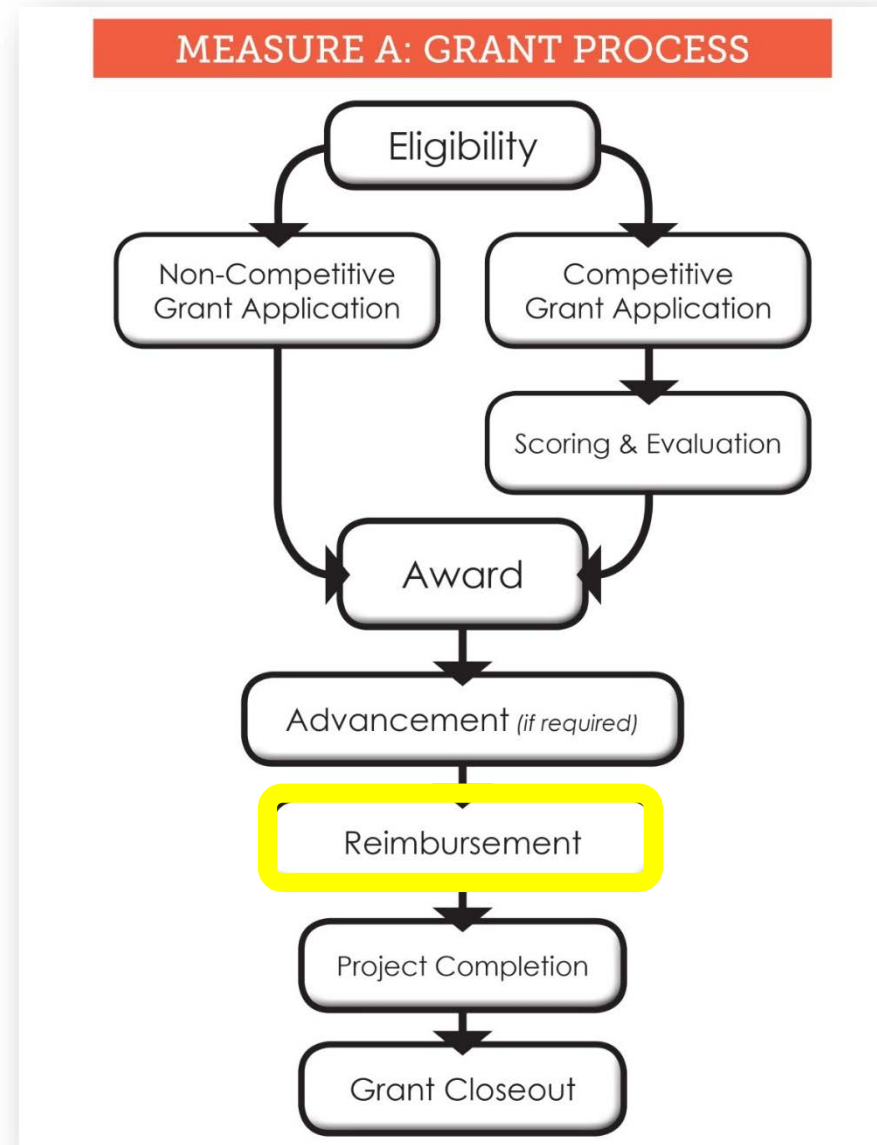 MEASURE A: GRANT PROCESS
Eligibility
Non-Competitive
Grant Application
Competitive
Grant Application
Scoring & Evaluation
Award
Advancement (if required)
Reimbursement
Project Completion
Grant Closeout